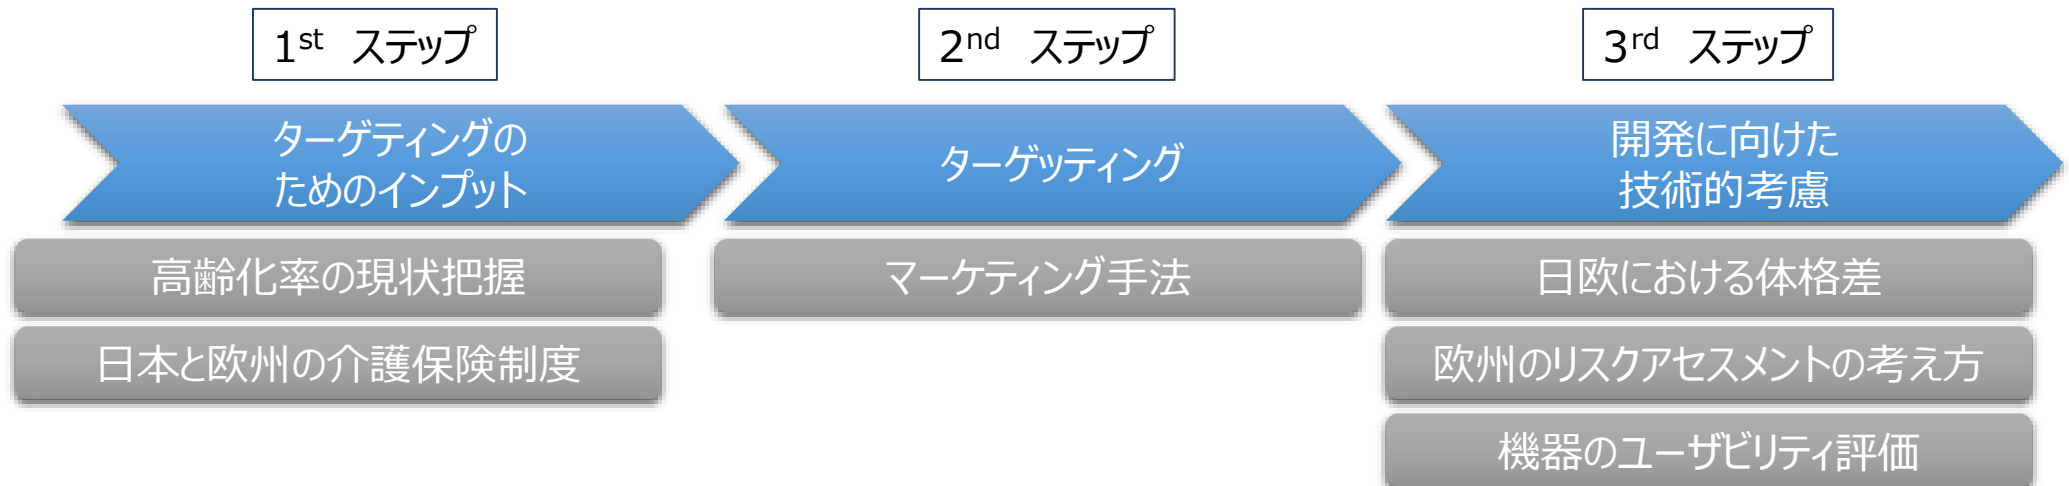 1st ステップ
2nd ステップ
3rd ステップ
ターゲティングの
ためのインプット
ターゲッティング
開発に向けた
技術的考慮
高齢化率の現状把握
マーケティング手法
日欧における体格差
日本と欧州の介護保険制度
欧州のリスクアセスメントの考え方
機器のユーザビリティ評価